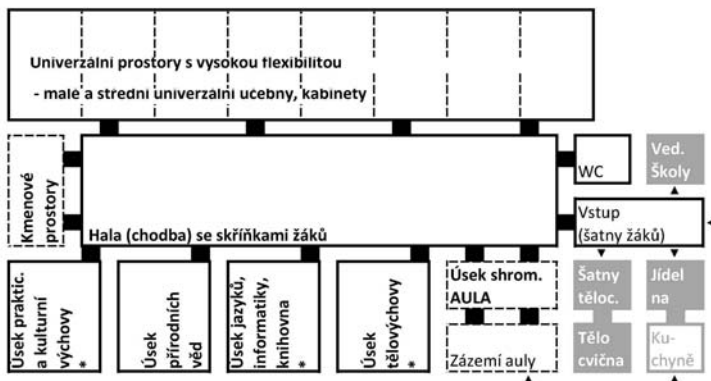 Univerzální prostory s vysokou flexibilitou
- malé a střední univerzální učebny, kabinety
Kmenové
prostory
Hala (chodba) se skříňkami žáků
WC
Ved.
Školy
Vstup
(šatny žáků)
Úsek praktic.
a kulturní
výchovy
*
Úsek
přírodních
věd
Úsek jazyků,
informatiky,
knihovna
*
Úsek
tělovýchovy
*
Úsek shrom.
AULA
Zázemí auly
Šatny
těloc.
Jídel
na
Tělo
cvična
Ku-
chyně